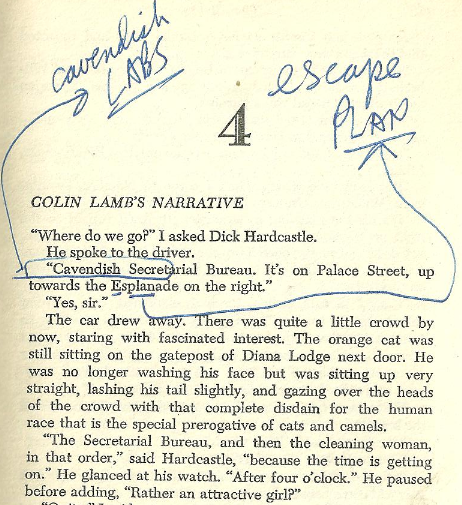 cavendish
LABS
escape
PLAN
4
COLIN LAMB'S NARRATIVE
"Where do we go?" I asked Dick Hardcastle.
He spoke to the driver.
"Cavendish Secretarial Bureau. It's on Palace Street, up
towards the Esplanade on the right."
"Yes, sir."
The car drew away. There was quite a little crowd by
now, staring with fascinated interest. The orange cat was
still sitting on the gatepost of Diana Lodge next door. He
was no longer washing his face but was sitting up very
straight, lashing his tail slightly, and gazing over the heads
of the crowd with that complete disdain for the human
race that is the special prerogative of cats and camels.
"The Secretarial Bureau, and then the cleaning woman,
in that order," said Hardcastle, "because the time is getting
on." He glanced at his watch. "After four o'clock." He paused
before adding, "Rather an attractive girl?"